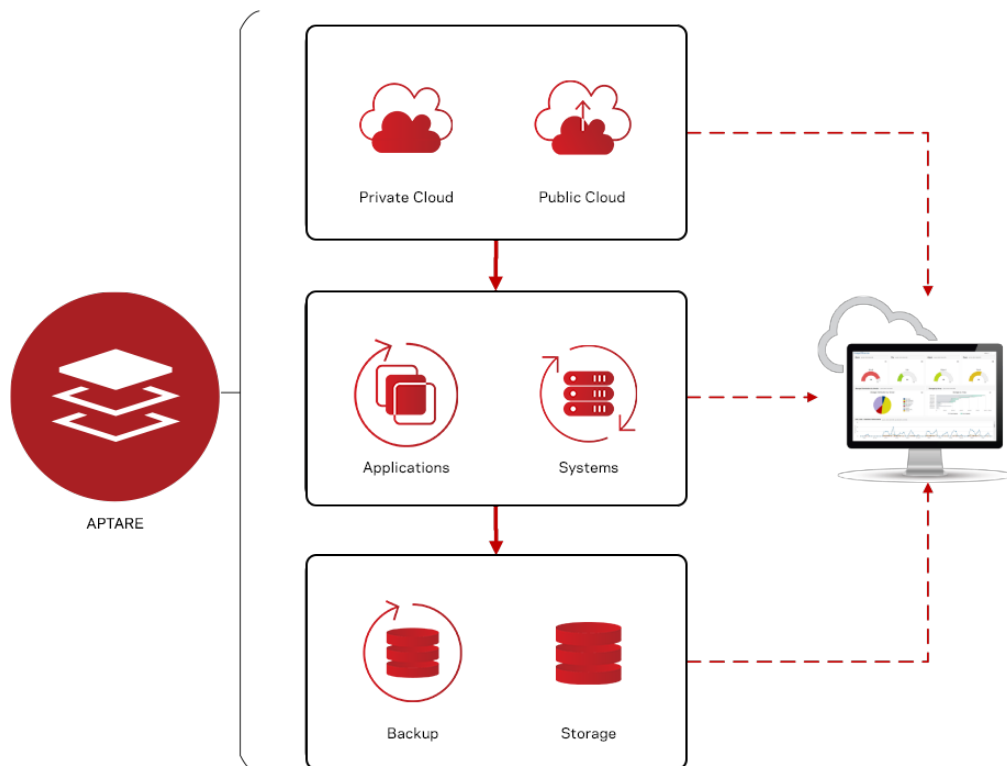 Private Cloud
Public Cloud
Applications
Systems
APTARE
Backup
Storage